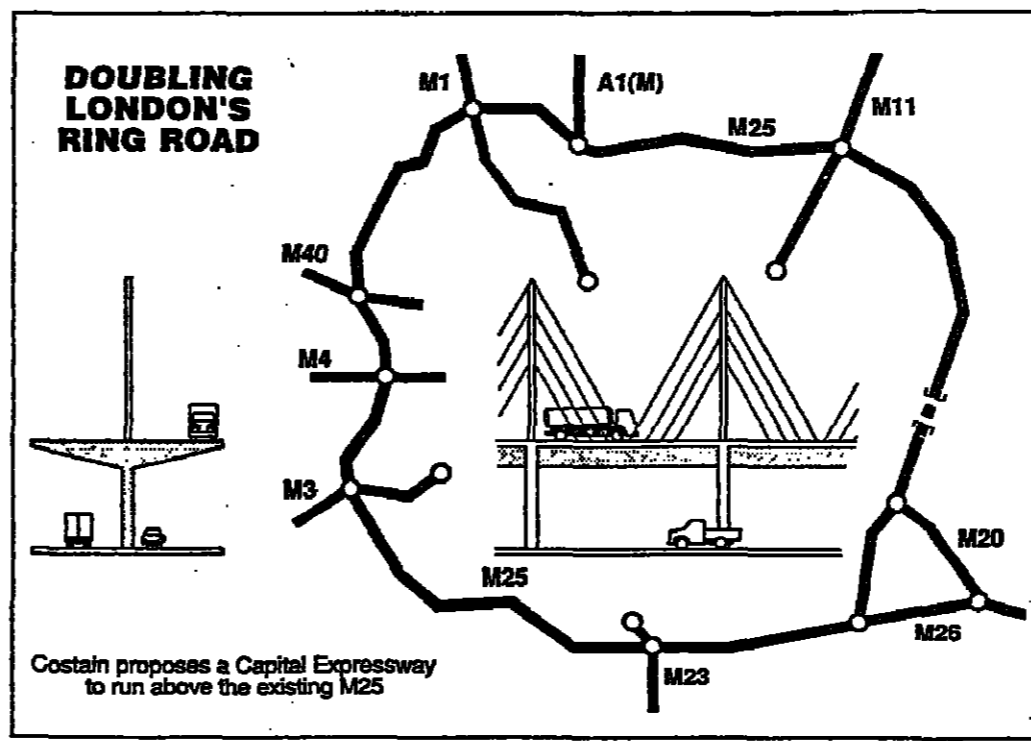 DOUBLING
LONDON'S
RING ROAD
M1
A1(M)
M25
M11
M40
M4
M3
M25
M20
M26
M23
Costain proposes a Capital Expressway
to run above the existing M25